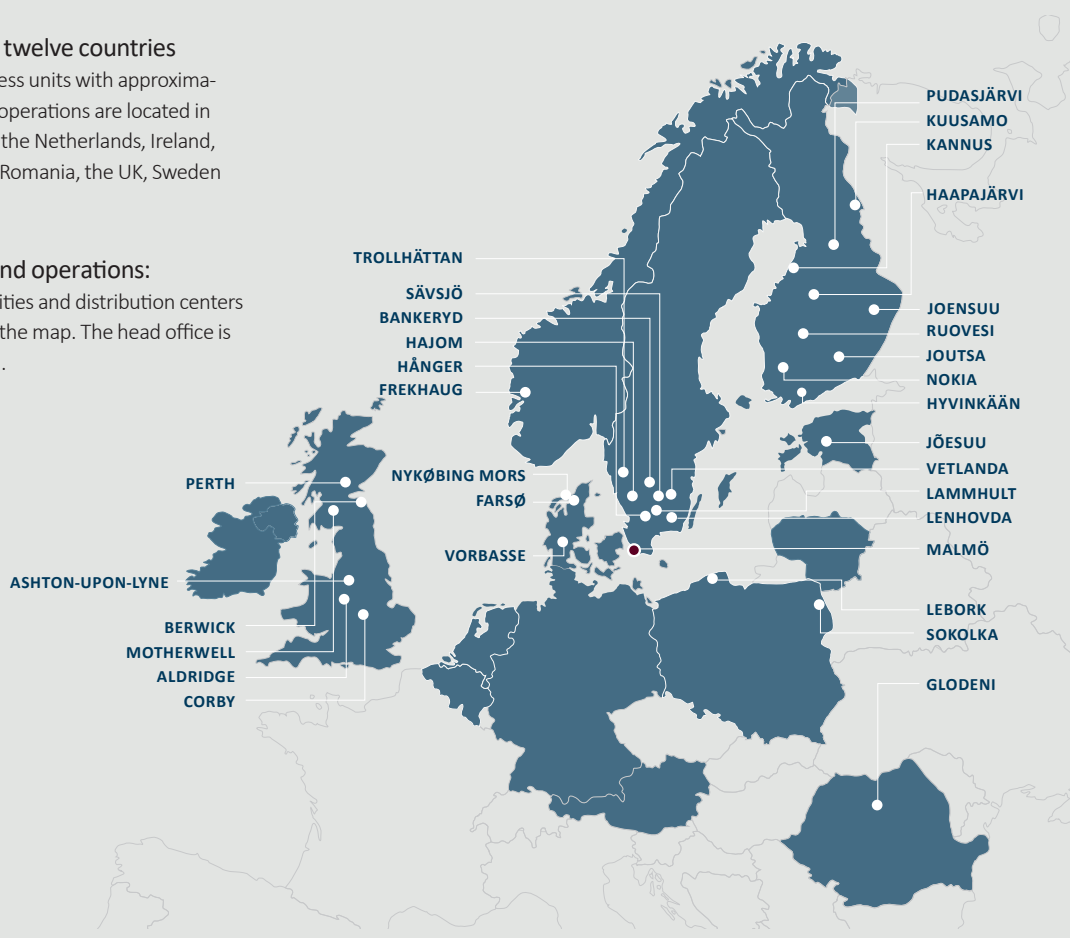 twelve countries
ess units with approxima-
operations are located in
the Netherlands, Ireland,
Romania, the UK, Sweden
nd operations:
ities and distribution centers
the map. The head office is
.
TROLLHÄTTAN
SÄVSJÖ
BANKERYD
HAJOM
HÅNGER
FREKHAUG
NYKØBING MORS
FARSØ
VORBASSE
PERTH
ASHTON-UPON-LYNE
BERWICK
MOTHERWELL
ALDRIDGE
CORBY
PUDASJÄRVI
KUUSAMO
KANNUS
HAAPAJÄRVI
JOENSUU
RUOVESI
JOUTSA
NOKIA
HYVINKÄÄN
JÕESUU
VETLANDA
LAMMHULT
LENHOVDA
MALMÖ
LEBORK
SOKOLKA
GLODENI